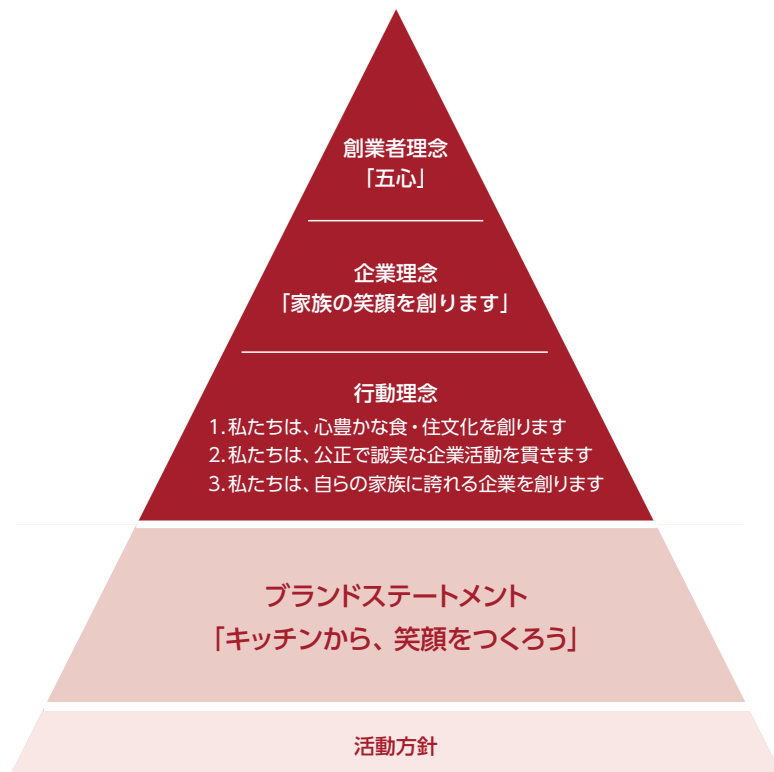 創業者理念
「五心」
企業理念
「家族の笑顔を創ります」
行動理念
1.私たちは、心豊かな食・住文化を創ります
2.私たちは、公正で誠実な企業活動を貫きます
3.私たちは、自らの家族に誇れる企業を創ります
ブランドステートメント
「キッチンから、笑顔をつくろう」
活動方針